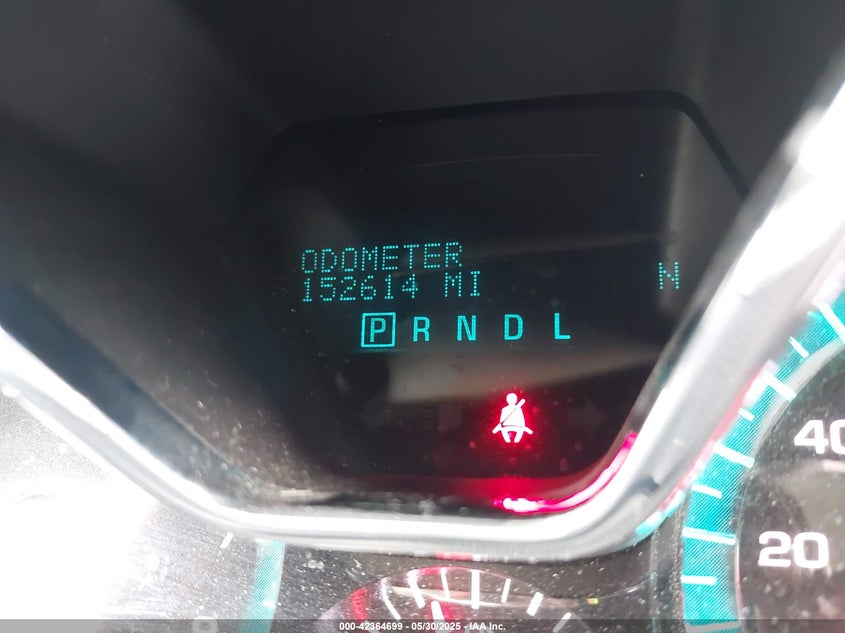 ODOMETER
152614 MI N
P R N D L
40
20
000-42364699 - 05/30/2025 - IAA Inc.